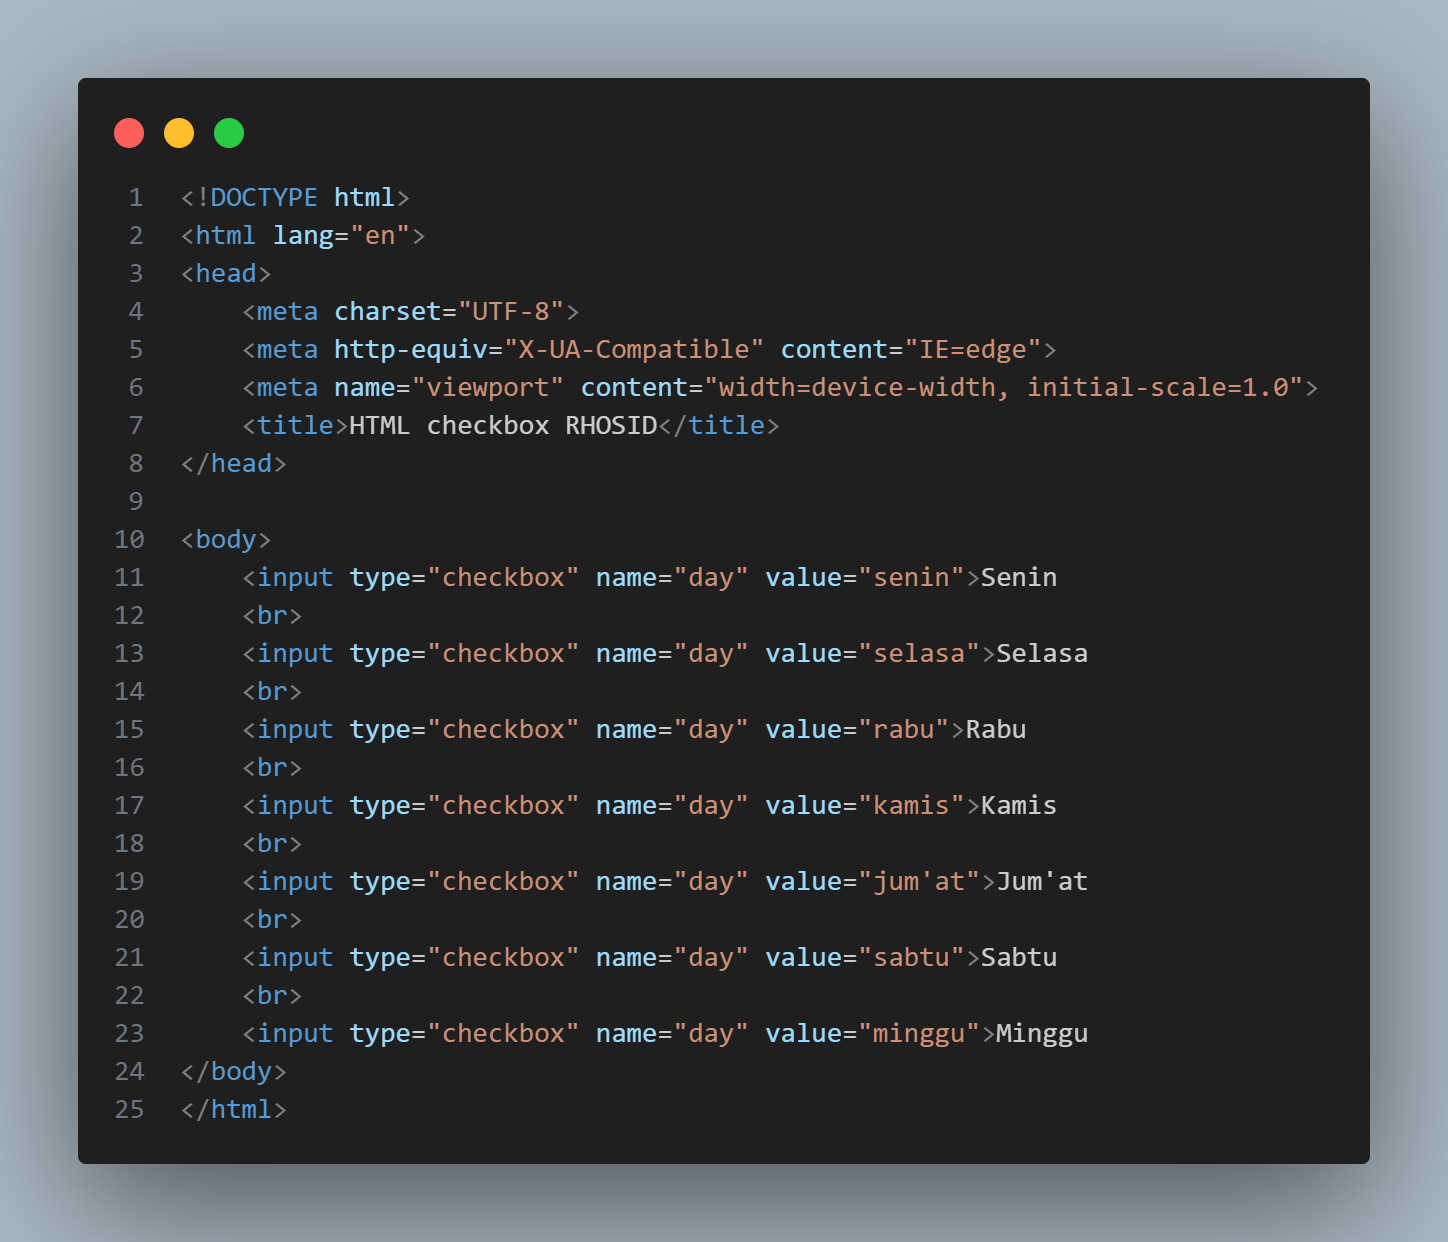 1 <!DOCTYPE html>
2 <html lang="en">
3 <head>
4     <meta charset="UTF-8">
5     <meta http-equiv="X-UA-Compatible" content="IE=edge">
6     <meta name="viewport" content="width=device-width, initial-scale=1.0">
7     <title>HTML checkbox RHOSID</title>
8 </head>
9
10 <body>
11     <input type="checkbox" name="day" value="senin">Senin
12     <br>
13     <input type="checkbox" name="day" value="selasa">Selasa
14     <br>
15     <input type="checkbox" name="day" value="rabu">Rabu
16     <br>
17     <input type="checkbox" name="day" value="kamis">Kamis
18     <br>
19     <input type="checkbox" name="day" value="jum'at">Jum'at
20     <br>
21     <input type="checkbox" name="day" value="sabtu">Sabtu
22     <br>
23     <input type="checkbox" name="day" value="minggu">Minggu
24 </body>
25 </html>